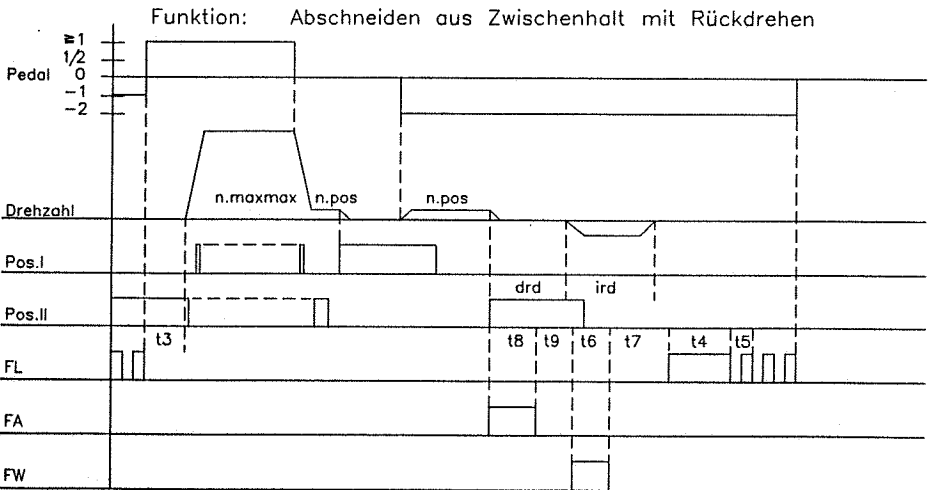 Funktion: Abschneiden aus Zwischenhalt mit Rückdrehen
≧1
1/2
Pedal 0
−1
−2
n.maxmax n.pos n.pos
Drehzahl
Pos.I
drd ird
Pos.II
t3 t8 t9 t6 t7 t4 t5
FL
FA
FW